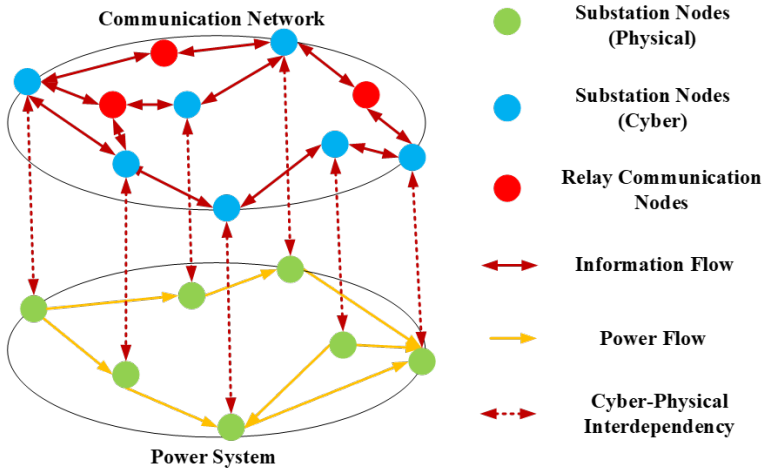 Communication Network
Power System
Substation Nodes
(Physical)
Substation Nodes
(Cyber)
Relay Communication
Nodes
Information Flow
Power Flow
Cyber-Physical
Interdependency